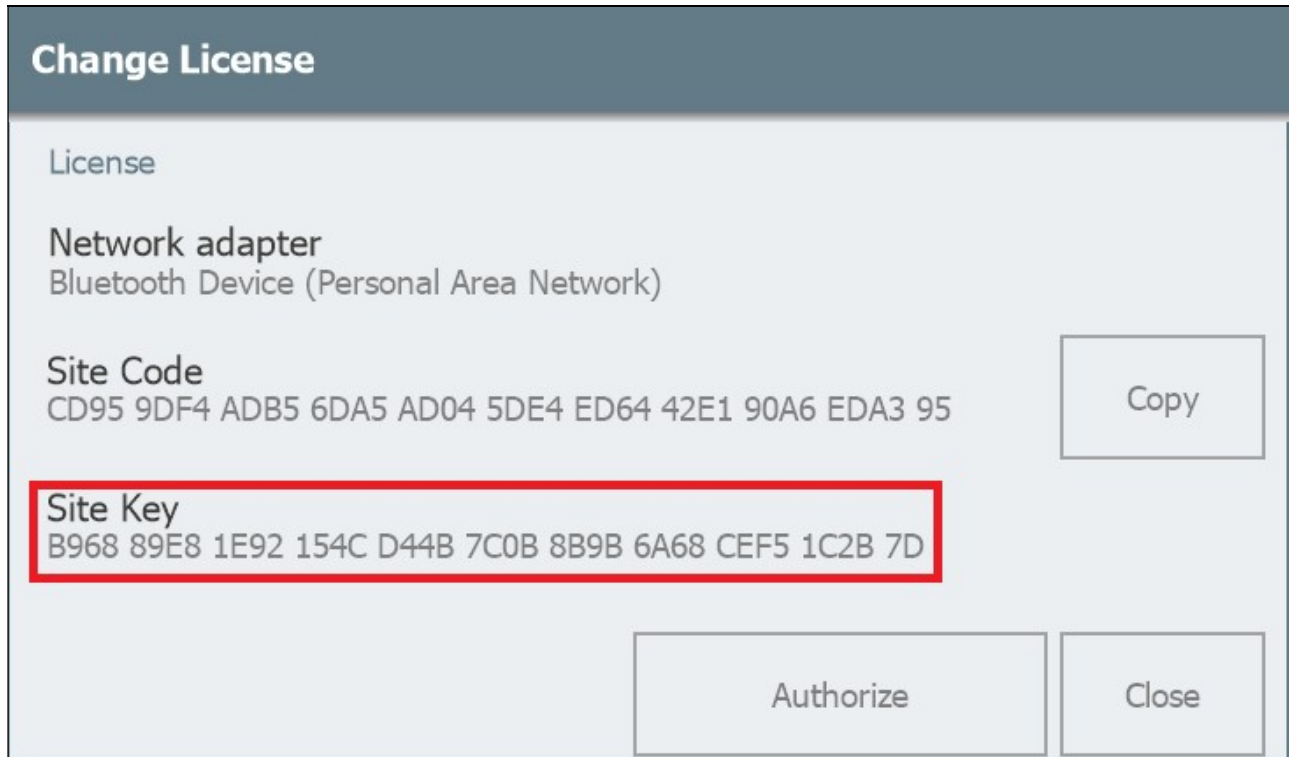 Change License
License
Network adapter
Bluetooth Device (Personal Area Network)
Site Code
CD95 9DF4 ADB5 6DA5 AD04 5DE4 ED64 42E1 90A6 EDA3 95
Copy
Site Key
B968 89E8 1E92 154C D44B 7C0B 8B9B 6A68 CEF5 1C2B 7D
Authorize
Close